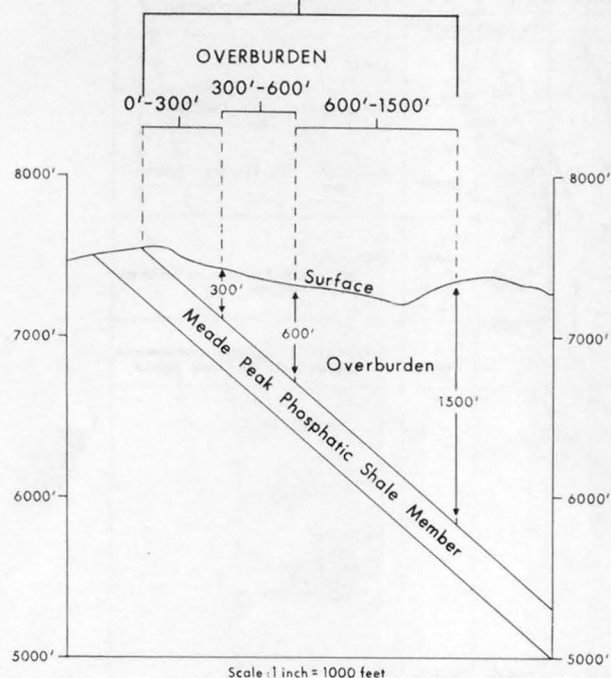 OVERBURDEN
300'-600'
0'-300'
600'-1500'
8000'
8000'
Surface
300'
7000'
600'
7000'
Overburden
1500'
Meade Peak Phosphatic Shale Member
6000'
6000'
5000'
5000'
Scale: 1 inch = 1000 feet